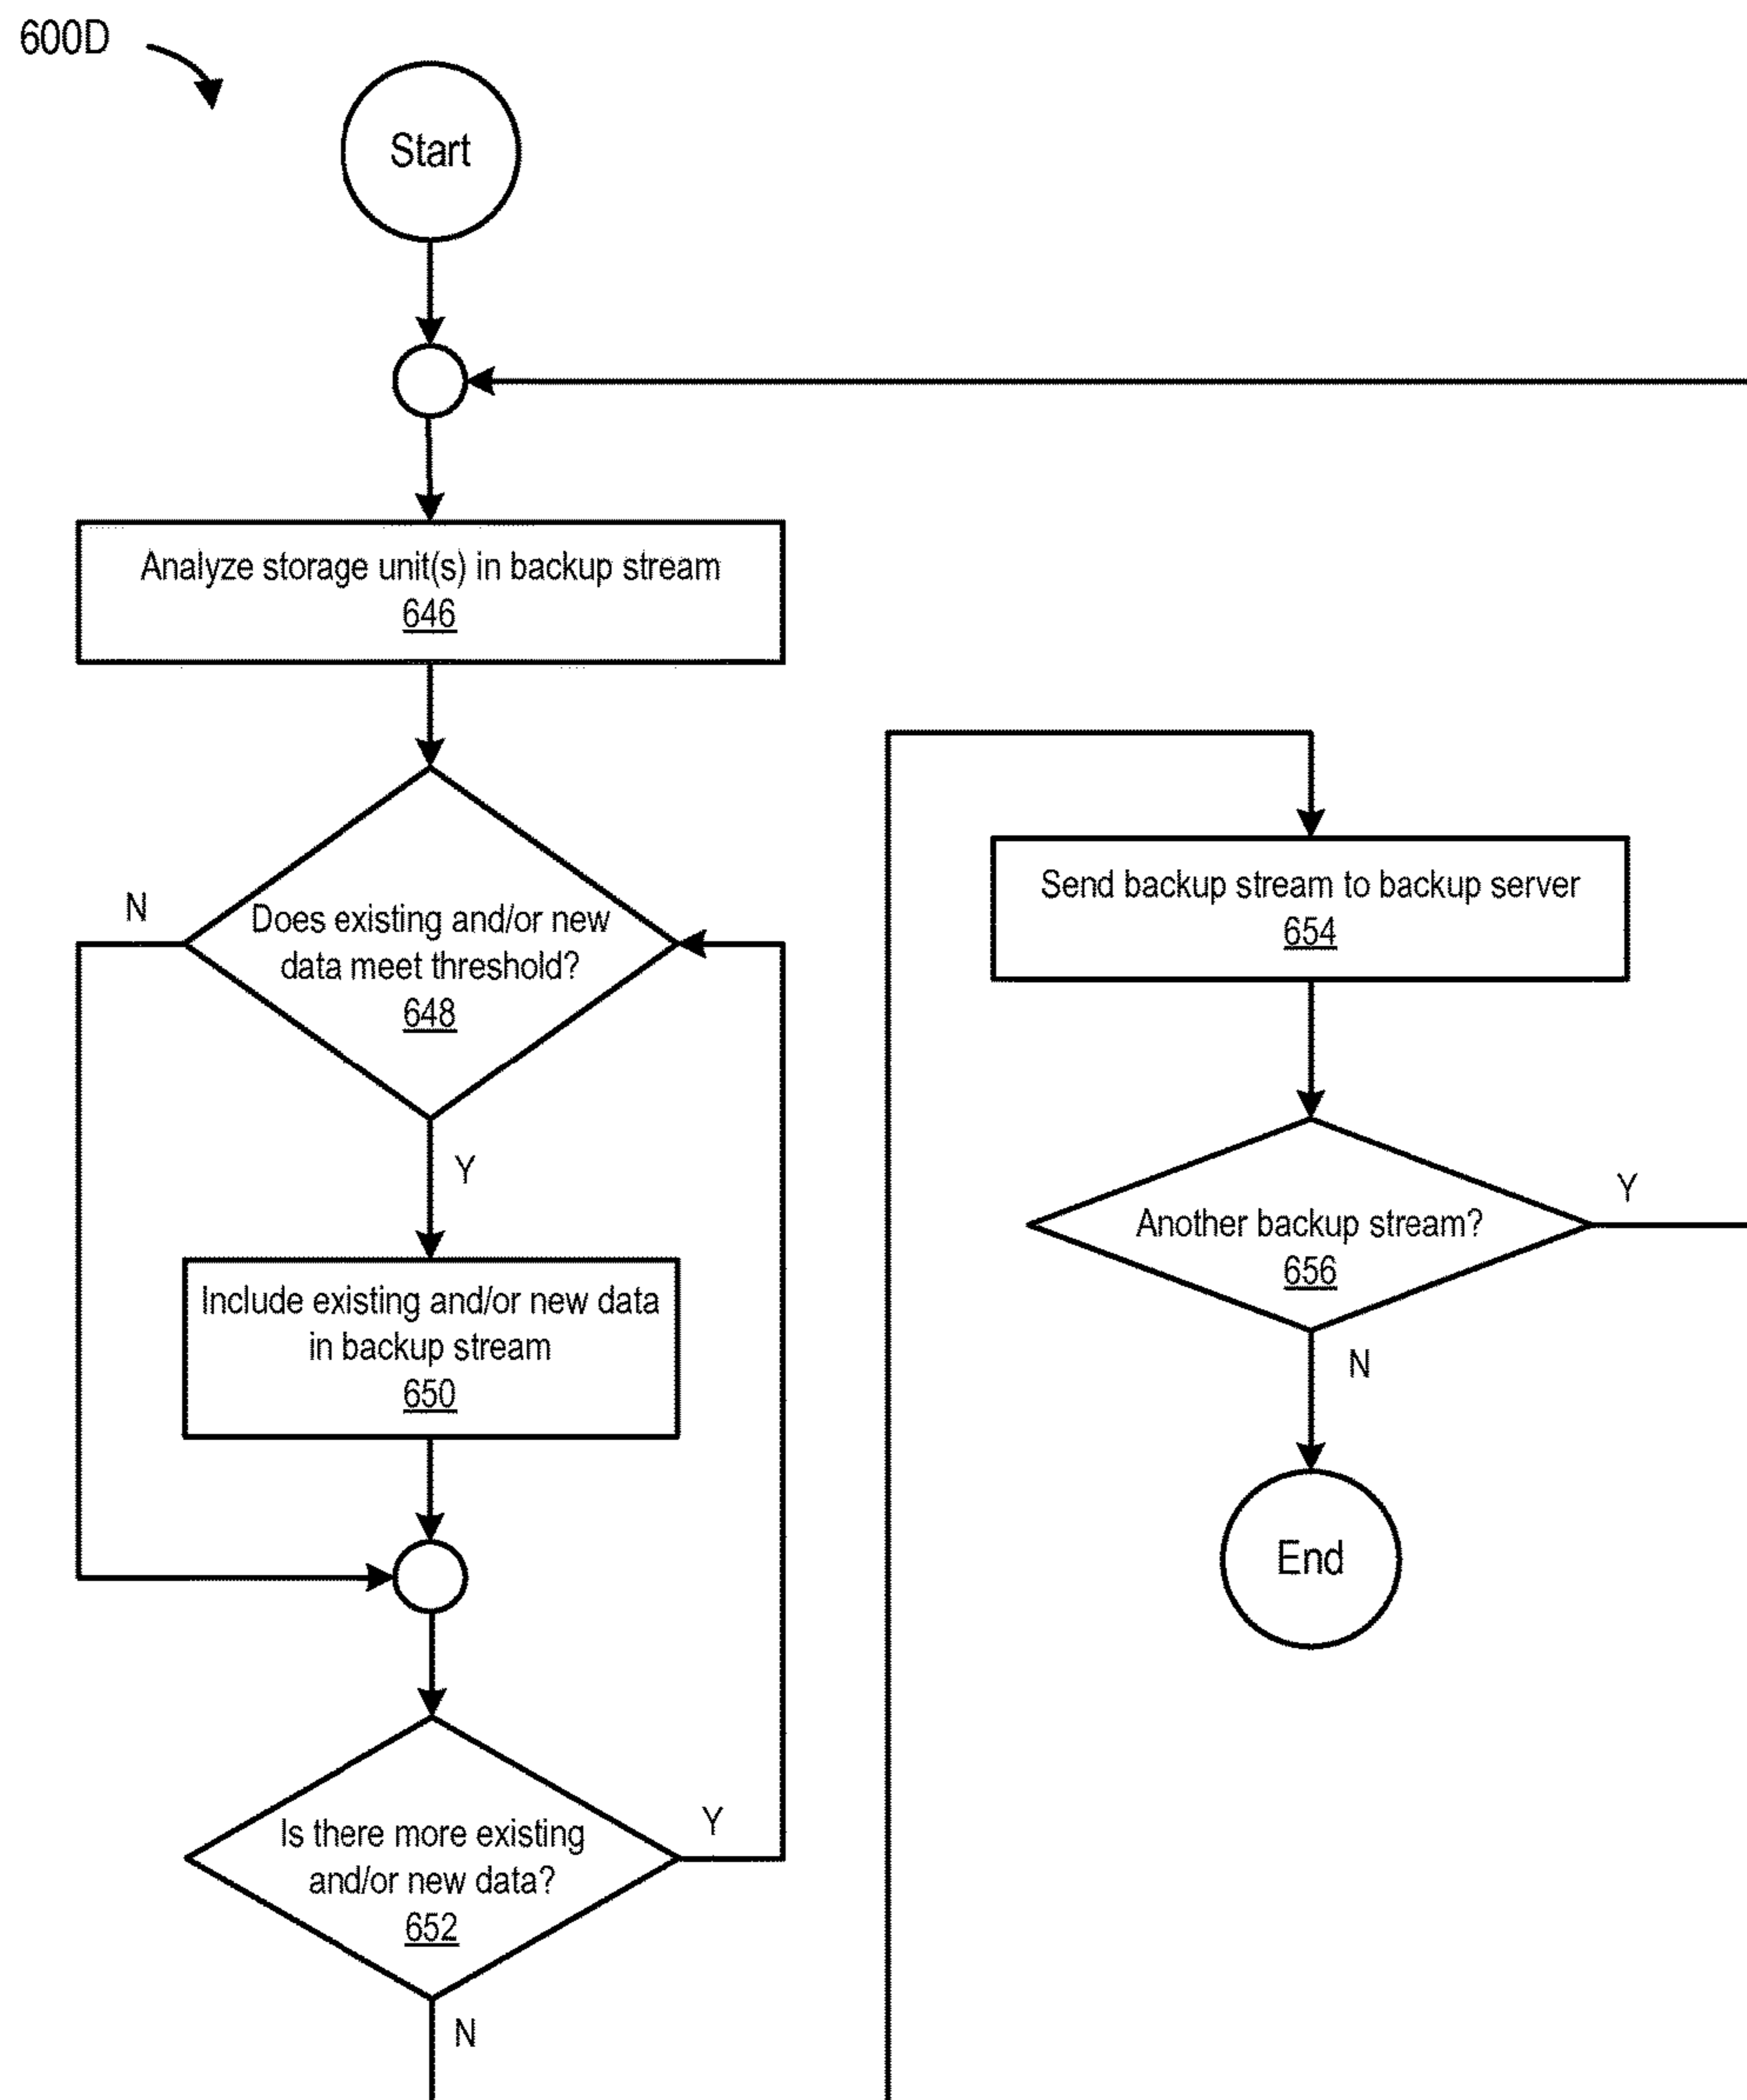 600D
Start
Analyze storage unit(s) in backup stream
646
N
Does existing and/or new
data meet threshold?
648
Y
Include existing and/or new data
in backup stream
650
Is there more existing
and/or new data?
652
Y
N
Send backup stream to backup server
654
Another backup stream?
656
Y
N
End